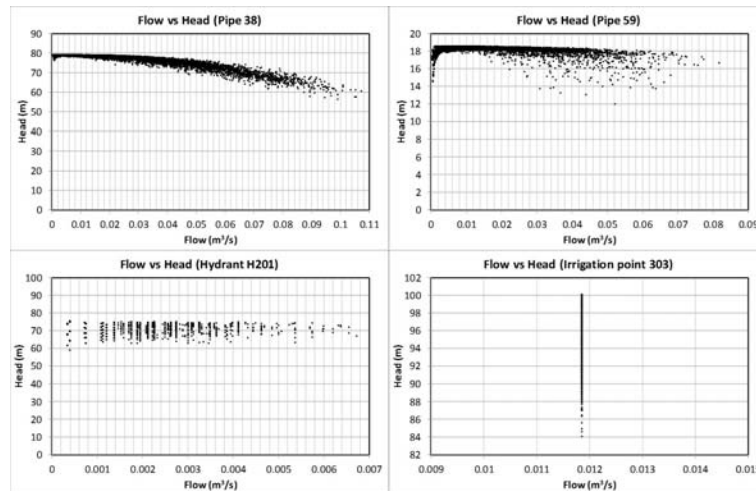 Flow vs Head (Pipe 38)
90
80
70
60
50
40
30
20
10
0
Head (m)
0 0.01 0.02 0.03 0.04 0.05 0.06 0.07 0.08 0.09 0.1 0.11
Flow (m³/s)
Flow vs Head (Pipe 59)
20
18
16
14
12
10
8
6
4
2
0
Head (m)
0 0.01 0.02 0.03 0.04 0.05 0.06 0.07 0.08 0.09
Flow (m³/s)
Flow vs Head (Hydrant H201)
100
90
80
70
60
50
40
30
20
10
0
Head (m)
0 0.001 0.002 0.003 0.004 0.005 0.006 0.007
Flow (m³/s)
Flow vs Head (Irrigation point 303)
102
100
98
96
94
92
90
88
86
84
82
Head (m)
0.009 0.01 0.011 0.012 0.013 0.014
Flow (m³/s)